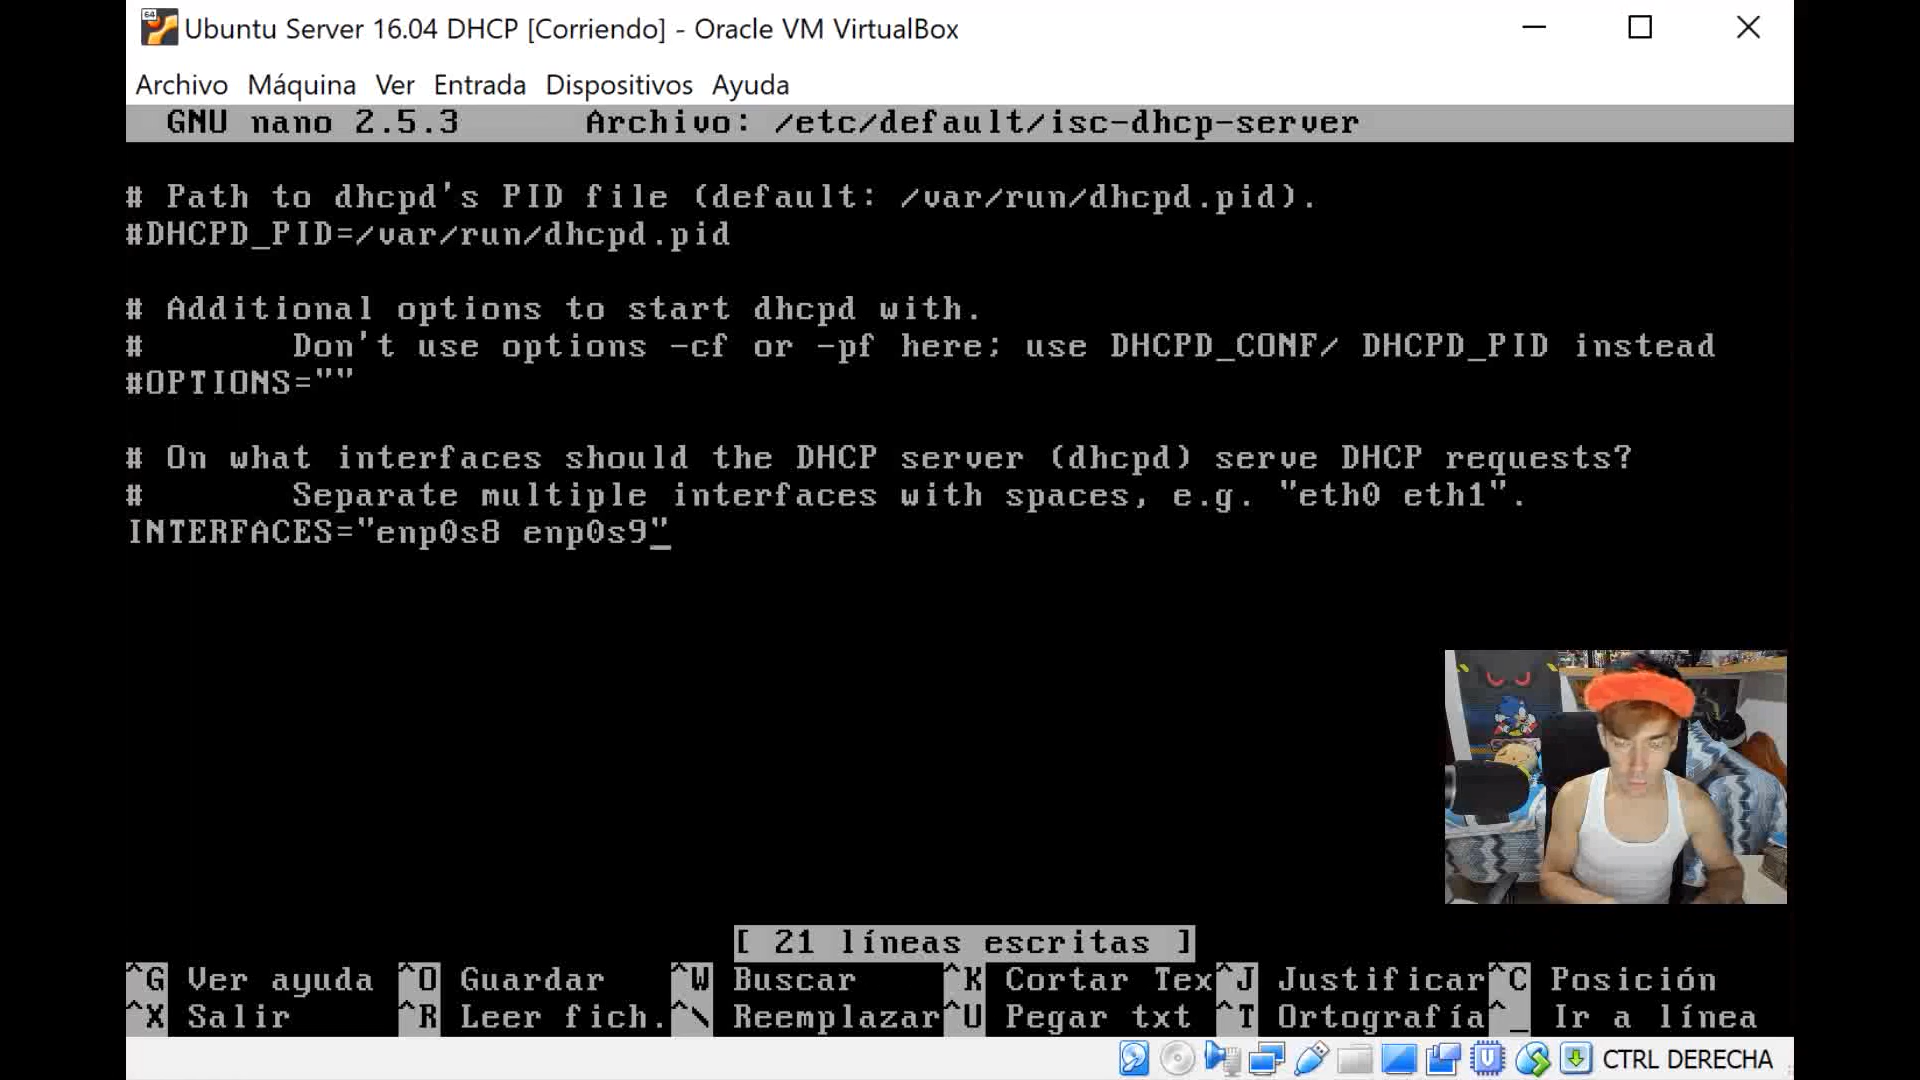 Ubuntu Server 16.04 DHCP [Corriendo] - Oracle VM VirtualBox
Archivo Máquina Ver Entrada Dispositivos Ayuda
GNU nano 2.5.3 Archivo: /etc/default/isc-dhcp-server
# Path to dhcpd's PID file (default: /var/run/dhcpd.pid).
#DHCPD_PID=/var/run/dhcpd.pid
# Additional options to start dhcpd with.
# Don't use options -cf or -pf here; use DHCPD_CONF/ DHCPD_PID instead
#OPTIONS=""
# On what interfaces should the DHCP server (dhcpd) serve DHCP requests?
# Separate multiple interfaces with spaces, e.g. "eth0 eth1".
INTERFACES="enp0s8 enp0s9"
[ 21 líneas escritas ]
^G Ver ayuda ^O Guardar ^W Buscar ^K Cortar Tex ^J Justificar ^C Posición
^X Salir ^R Leer fich. ^\ Reemplazar ^U Pegar txt ^T Ortografía ^_ Ir a línea
CTRL DERECHA